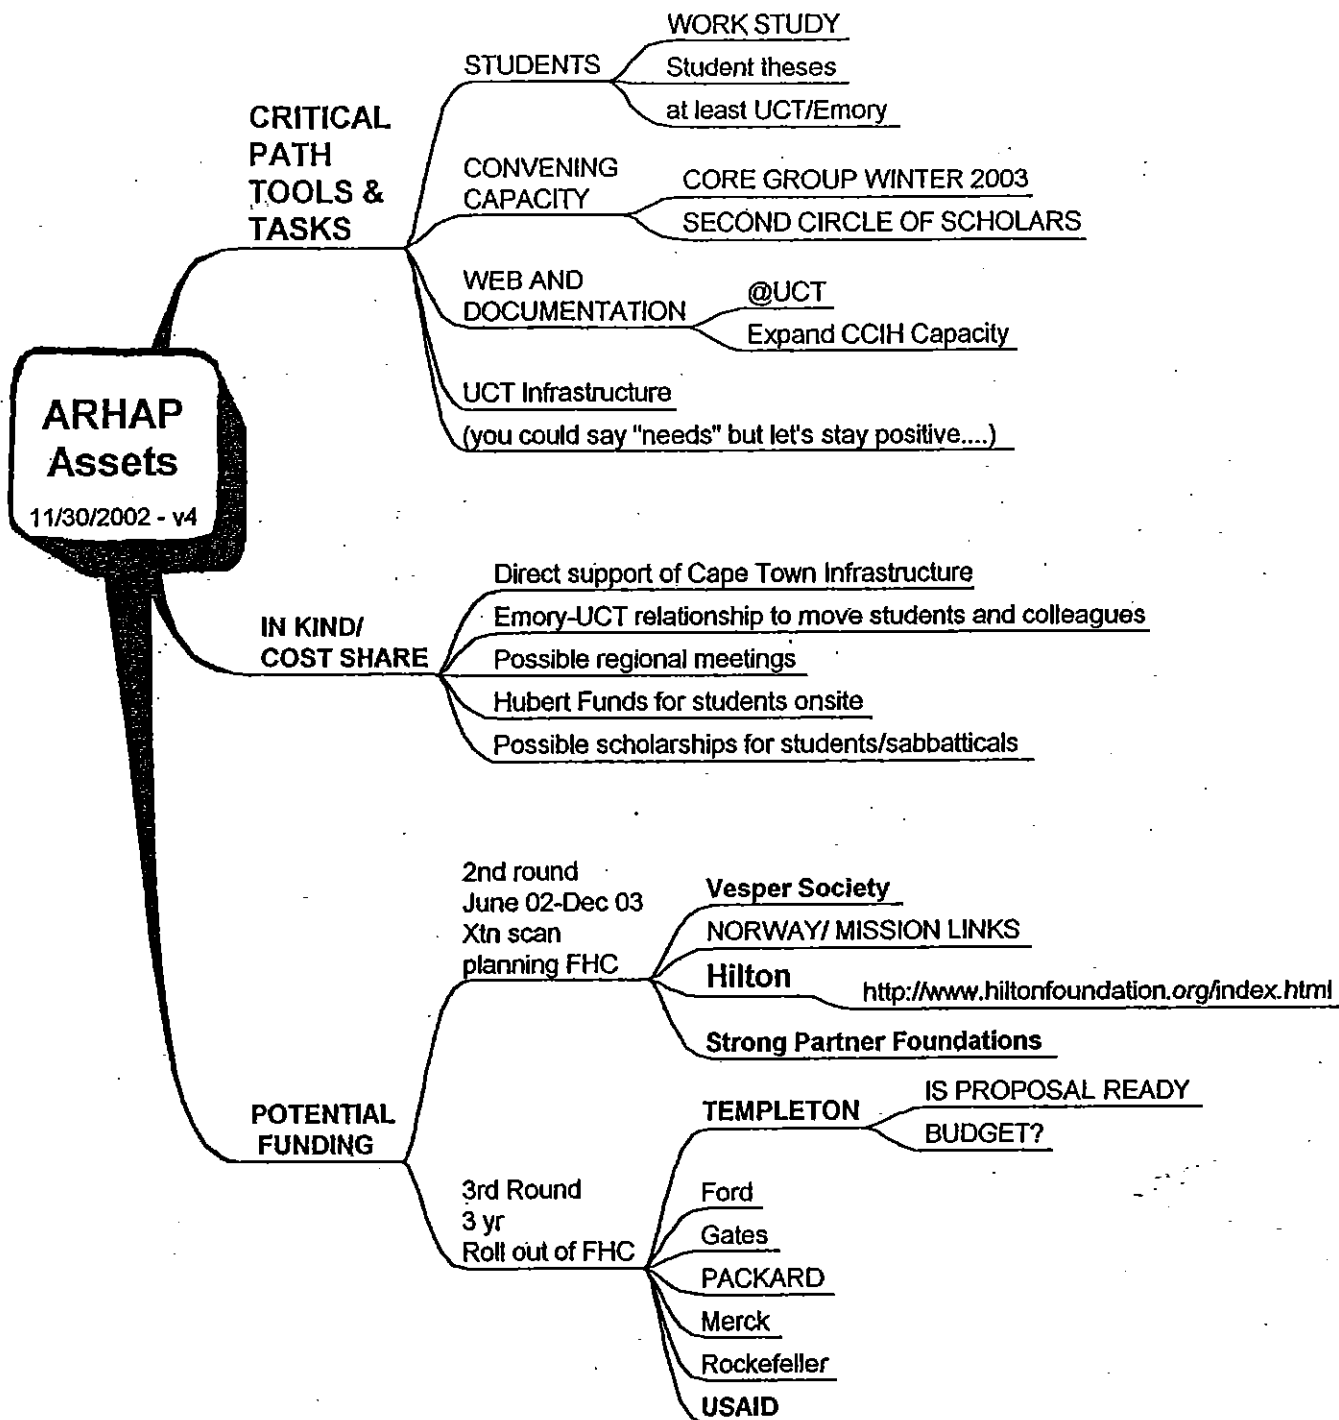 ARHAP
Assets
11/30/2002 - v4
CRITICAL
PATH
TOOLS &
TASKS
STUDENTS
WORK STUDY
Student theses
at least UCT/Emory
CONVENING
CAPACITY
CORE GROUP WINTER 2003
SECOND CIRCLE OF SCHOLARS
WEB AND
DOCUMENTATION
@UCT
Expand CCIH Capacity
UCT Infrastructure
(you could say "needs" but let's stay positive....)
IN KIND/
COST SHARE
Direct support of Cape Town Infrastructure
Emory-UCT relationship to move students and colleagues
Possible regional meetings
Hubert Funds for students onsite
Possible scholarships for students/sabbatticals
POTENTIAL
FUNDING
2nd round
June 02-Dec 03
Xtn scan
planning FHC
Vesper Society
NORWAY/ MISSION LINKS
Hilton
http://www.hiltonfoundation.org/index.html
Strong Partner Foundations
3rd Round
3 yr
Roll out of FHC
TEMPLETON
IS PROPOSAL READY
BUDGET?
Ford
Gates
PACKARD
Merck
Rockefeller
USAID